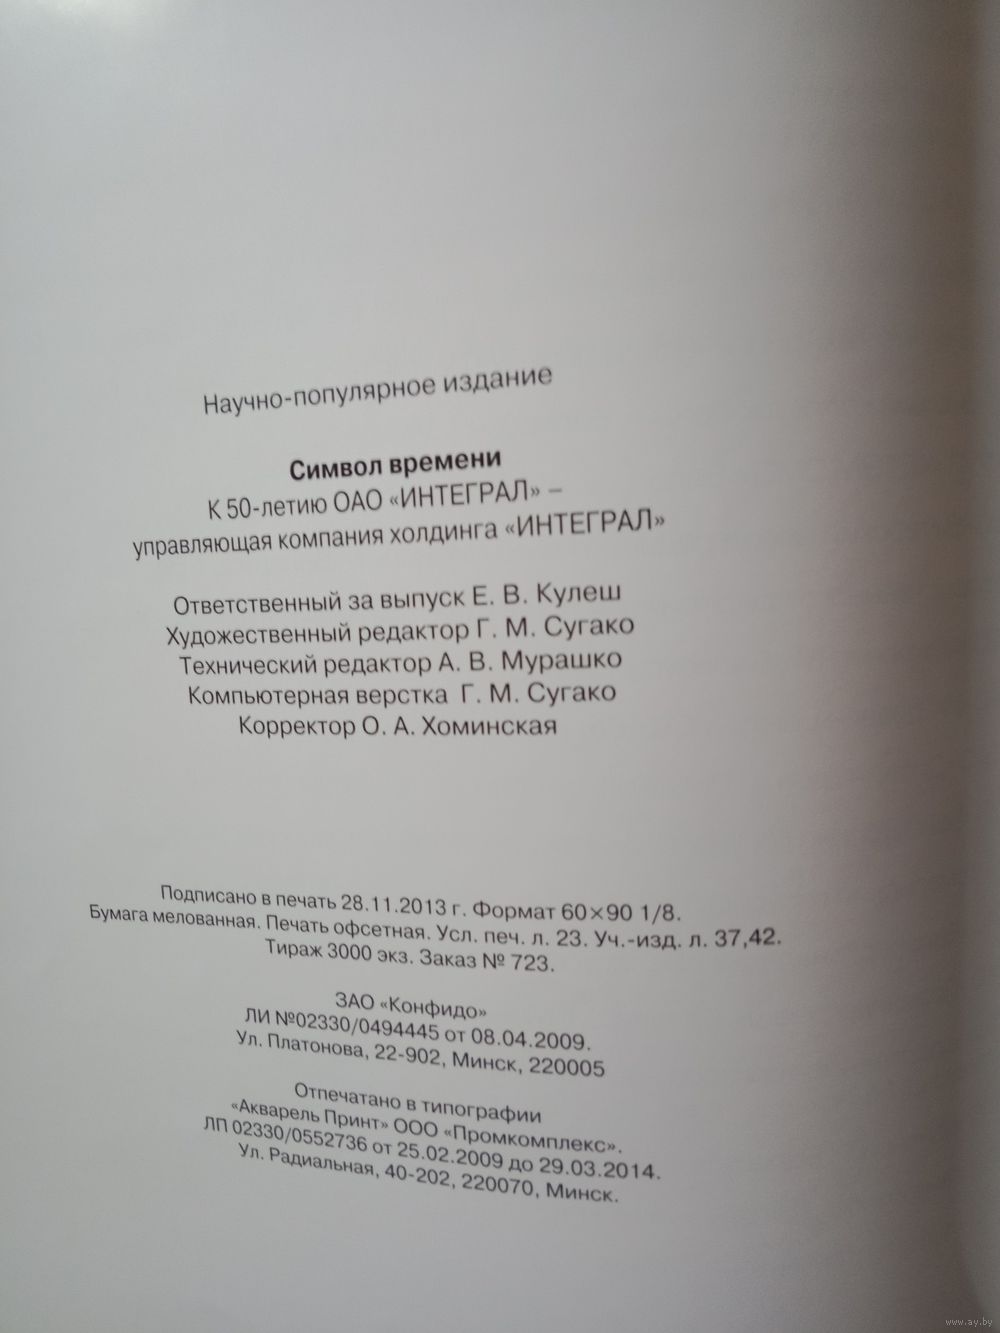 Научно-популярное издание
Символ времени
К 50-летию ОАО «ИНТЕГРАЛ» –
управляющая компания холдинга «ИНТЕГРАЛ»
Ответственный за выпуск Е. В. Кулеш
Художественный редактор Г. М. Сугако
Технический редактор А. В. Мурашко
Компьютерная верстка Г. М. Сугако
Корректор О. А. Хоминская
Подписано в печать 28.11.2013 г. Формат 60×90 1/8.
Бумага мелованная. Печать офсетная. Усл. печ. л. 23. Уч.-изд. л. 37,42.
Тираж 3000 экз. Заказ № 723.
ЗАО «Конфидо»
ЛИ №02330/0494445 от 08.04.2009.
Ул. Платонова, 22-902, Минск, 220005
Отпечатано в типографии
«Акварель Принт» ООО «Промкомплекс».
ЛП 02330/0552736 от 25.02.2009 до 29.03.2014.
Ул. Радиальная, 40-202, 220070, Минск.
www.ay.by